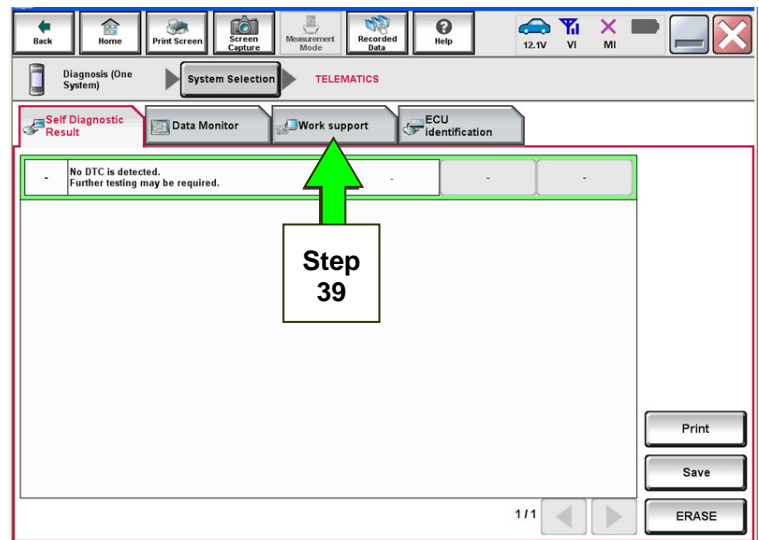 Back
Home
Print Screen
Screen
Capture
Measurement
Mode
Recorded
Data
Help
12.1V
VI
MI
Diagnosis (One
System)
System Selection
TELEMATICS
Self Diagnostic
Result
Data Monitor
Work support
ECU
identification
- No DTC is detected.
Further testing may be required.
- - -
Step
39
Print
Save
1/1
ERASE